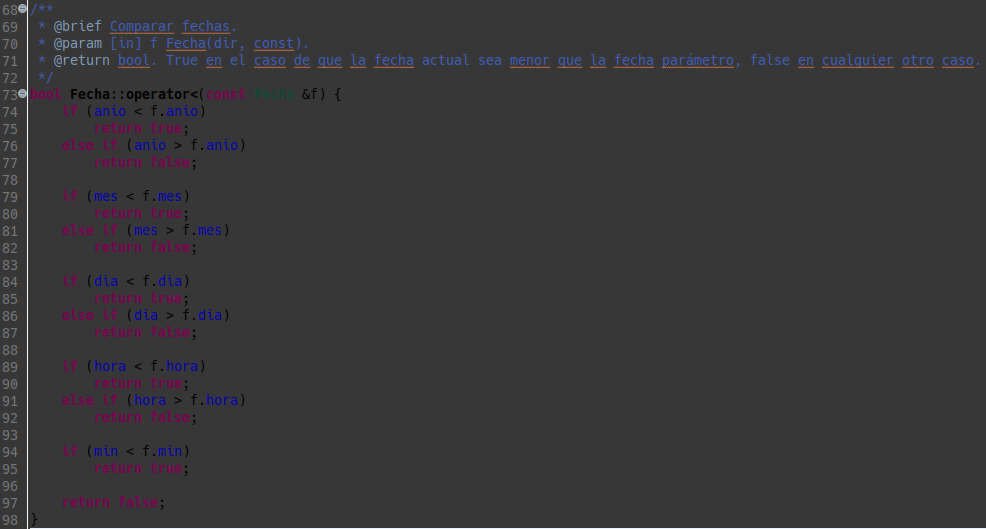 68 /**
69  * @brief Comparar fechas.
70  * @param [in] f Fecha(dir, const).
71  * @return bool. True en el caso de que la fecha actual sea menor que la fecha parámetro, false en cualquier otro caso.
72  */
73 bool Fecha::operator<(const Fecha &f) {
74     if (anio < f.anio)
75         return true;
76     else if (anio > f.anio)
77         return false;
78
79     if (mes < f.mes)
80         return true;
81     else if (mes > f.mes)
82         return false;
83
84     if (dia < f.dia)
85         return true;
86     else if (dia > f.dia)
87         return false;
88
89     if (hora < f.hora)
90         return true;
91     else if (hora > f.hora)
92         return false;
93
94     if (min < f.min)
95         return true;
96
97     return false;
98 }